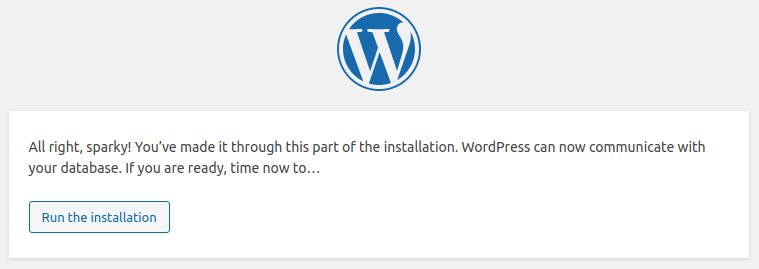 All right, sparky! You’ve made it through this part of the installation. WordPress can now communicate with
your database. If you are ready, time now to…
Run the installation